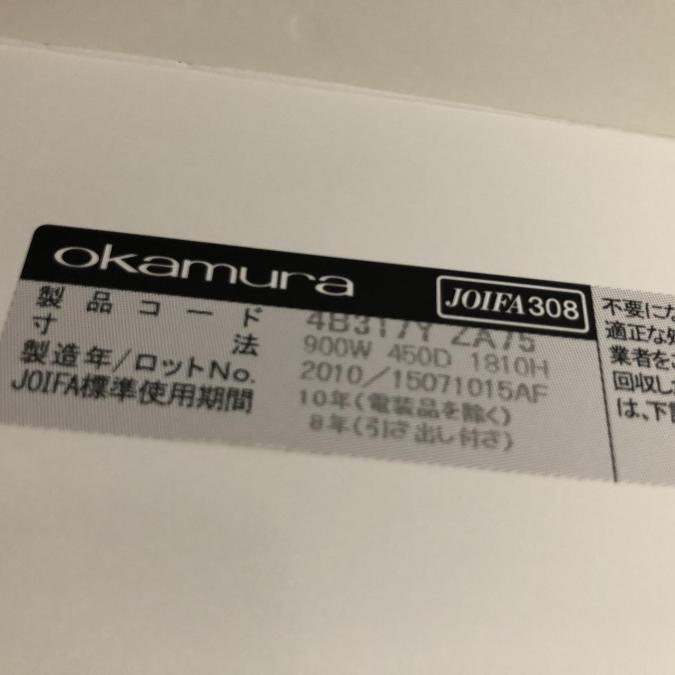 okamura
JOIFA308
製品コード 4B317Y ZA75
寸法 900W 450D 1810H
製造年/ロットNo. 2010/15071015AF
JOIFA標準使用期間 10年(電装品を除く)
8年(引き出し付き)
不要にな
適正な処
業者をご
回収し
は、下